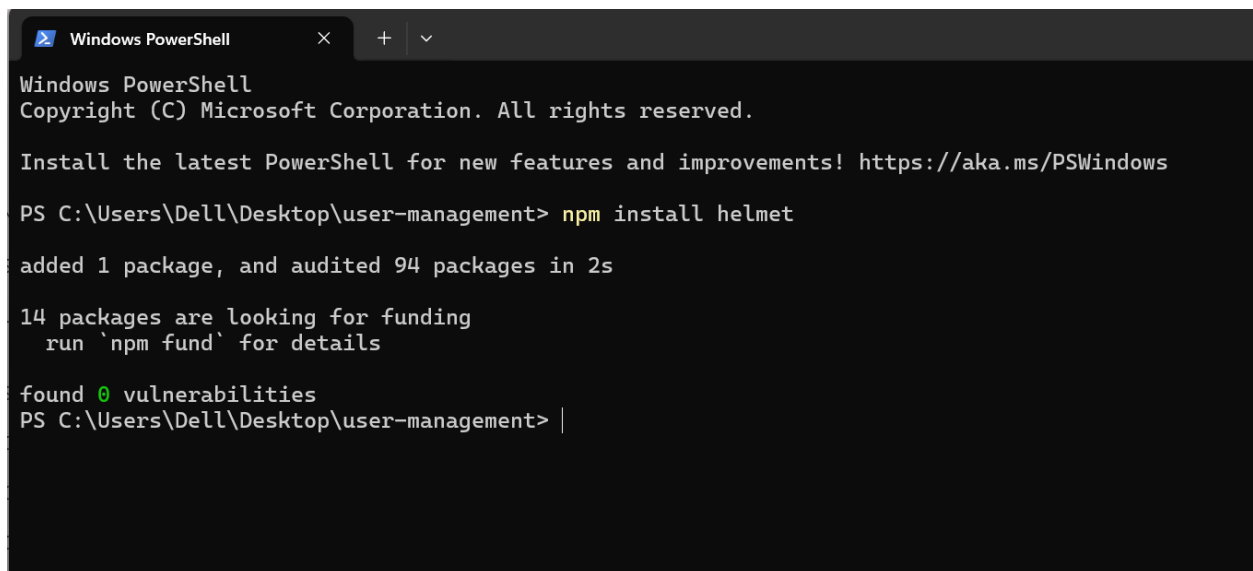 Windows PowerShell
Windows PowerShell
Copyright (C) Microsoft Corporation. All rights reserved.
Install the latest PowerShell for new features and improvements! https://aka.ms/PSWindows
PS C:\Users\Dell\Desktop\user-management> npm install helmet
added 1 package, and audited 94 packages in 2s
14 packages are looking for funding
  run `npm fund` for details
found 0 vulnerabilities
PS C:\Users\Dell\Desktop\user-management>